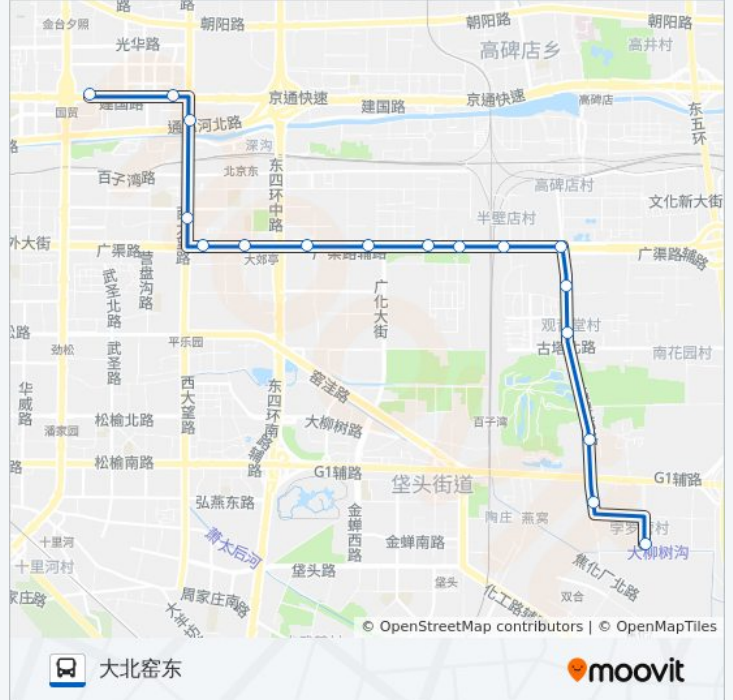 路
路
金台夕照
朝阳路
朝阳路
朝阳路
光华路
高碑店乡
高井村
京通快速
建国路
京通快速
高碑店
建国路
国贸
东五环
通惠河北路
路
深沟
百子湾路
北京东
东四环中路
高碑店村
文化新大街
半壁店村
外大街
广渠路
大郊亭
广渠路辅路
广渠路辅路
营盘沟路
武圣北路
广化大街
观音堂村
古塔北路
南花园村
松路
劲松
平乐园
武圣路
华威路
西大望路
东四环南路辅路
窑洼路
松榆北路
大柳树路
百子湾
潘家园
路
松榆南路
G1辅路
G1辅路
垡头街道
弘燕东路
陶庄
燕窝
萧太后河
金蝉西路
金蝉南路
大柳树沟
十里河
十里河村
垡头路
垡头
焦化厂北路
双合
家庄路
周家庄南路
化工路辅
大羊坊
© OpenStreetMap contributors | © OpenMapTiles
大北窑东
moovit